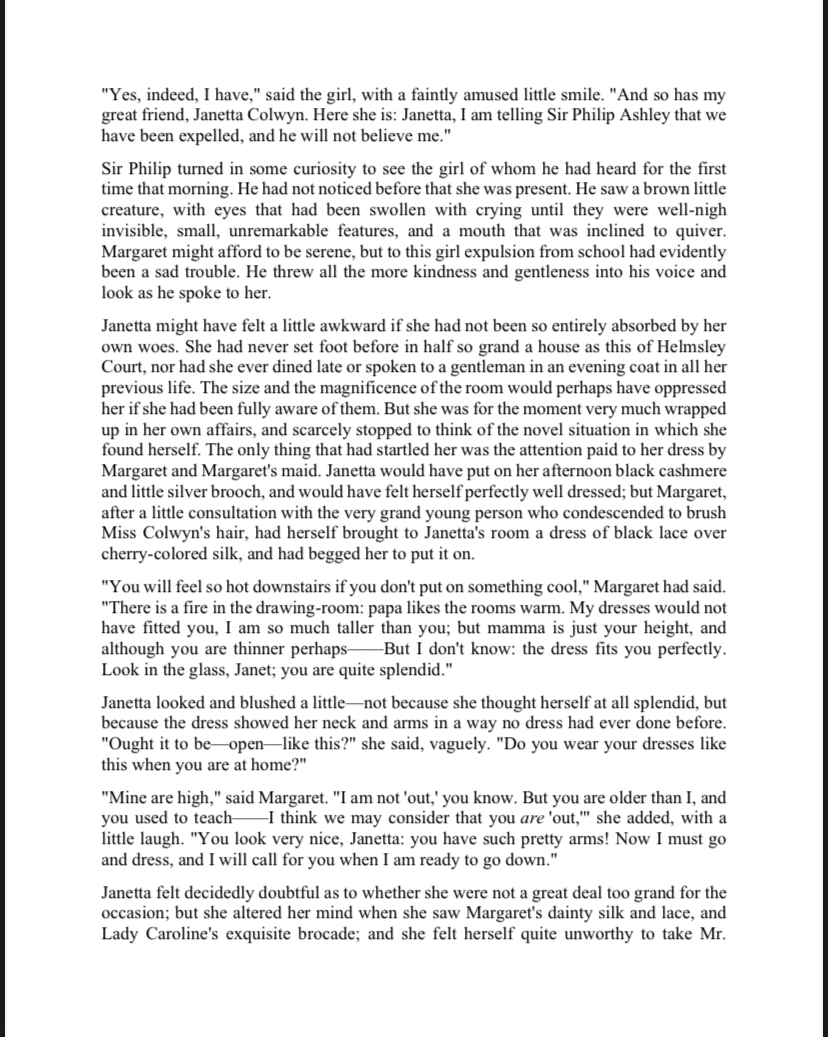 "Yes, indeed, I have," said the girl, with a faintly amused little smile. "And so has my
great friend, Janetta Colwyn. Here she is: Janetta, I am telling Sir Philip Ashley that we
have been expelled, and he will not believe me."
Sir Philip turned in some curiosity to see the girl of whom he had heard for the first
time that morning. He had not noticed before that she was present. He saw a brown little
creature, with eyes that had been swollen with crying until they were well-nigh
invisible, small, unremarkable features, and a mouth that was inclined to quiver.
Margaret might afford to be serene, but to this girl expulsion from school had evidently
been a sad trouble. He threw all the more kindness and gentleness into his voice and
look as he spoke to her.
Janetta might have felt a little awkward if she had not been so entirely absorbed by her
own woes. She had never set foot before in half so grand a house as this of Helmsley
Court, nor had she ever dined late or spoken to a gentleman in an evening coat in all her
previous life. The size and the magnificence of the room would perhaps have oppressed
her if she had been fully aware of them. But she was for the moment very much wrapped
up in her own affairs, and scarcely stopped to think of the novel situation in which she
found herself. The only thing that had startled her was the attention paid to her dress by
Margaret and Margaret's maid. Janetta would have put on her afternoon black cashmere
and little silver brooch, and would have felt herself perfectly well dressed; but Margaret,
after a little consultation with the very grand young person who condescended to brush
Miss Colwyn's hair, had herself brought to Janetta's room a dress of black lace over
cherry-colored silk, and had begged her to put it on.
"You will feel so hot downstairs if you don't put on something cool," Margaret had said.
"There is a fire in the drawing-room: papa likes the rooms warm. My dresses would not
have fitted you, I am so much taller than you; but mamma is just your height, and
although you are thinner perhaps——But I don't know: the dress fits you perfectly.
Look in the glass, Janet; you are quite splendid."
Janetta looked and blushed a little—not because she thought herself at all splendid, but
because the dress showed her neck and arms in a way no dress had ever done before.
"Ought it to be—open—like this?" she said, vaguely. "Do you wear your dresses like
this when you are at home?"
"Mine are high," said Margaret. "I am not 'out,' you know. But you are older than I, and
you used to teach——I think we may consider that you are 'out,'" she added, with a
little laugh. "You look very nice, Janetta: you have such pretty arms! Now I must go
and dress, and I will call for you when I am ready to go down."
Janetta felt decidedly doubtful as to whether she were not a great deal too grand for the
occasion; but she altered her mind when she saw Margaret's dainty silk and lace, and
Lady Caroline's exquisite brocade; and she felt herself quite unworthy to take Mr.